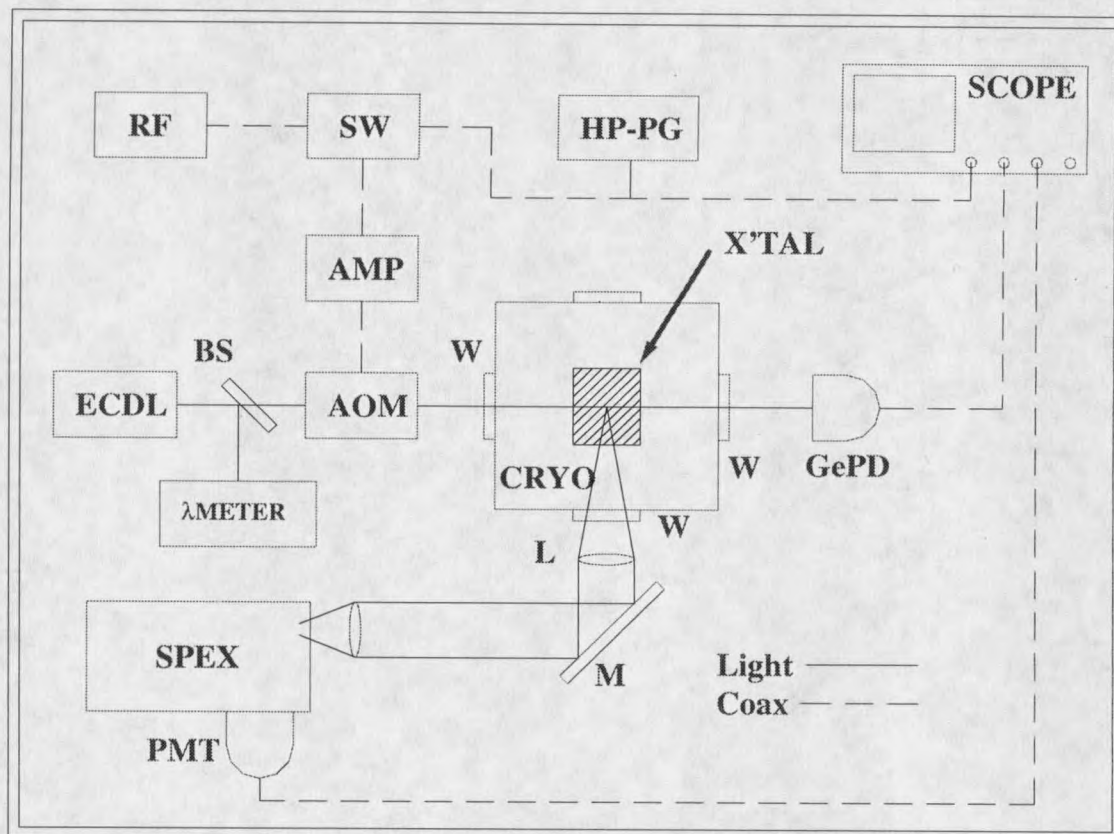 SCOPE
RF
SW
HP-PG
X'TAL
AMP
BS
W
ECDL
AOM
W
GePD
CRYO
λMETER
W
L
SPEX
M
Light
Coax
PMT